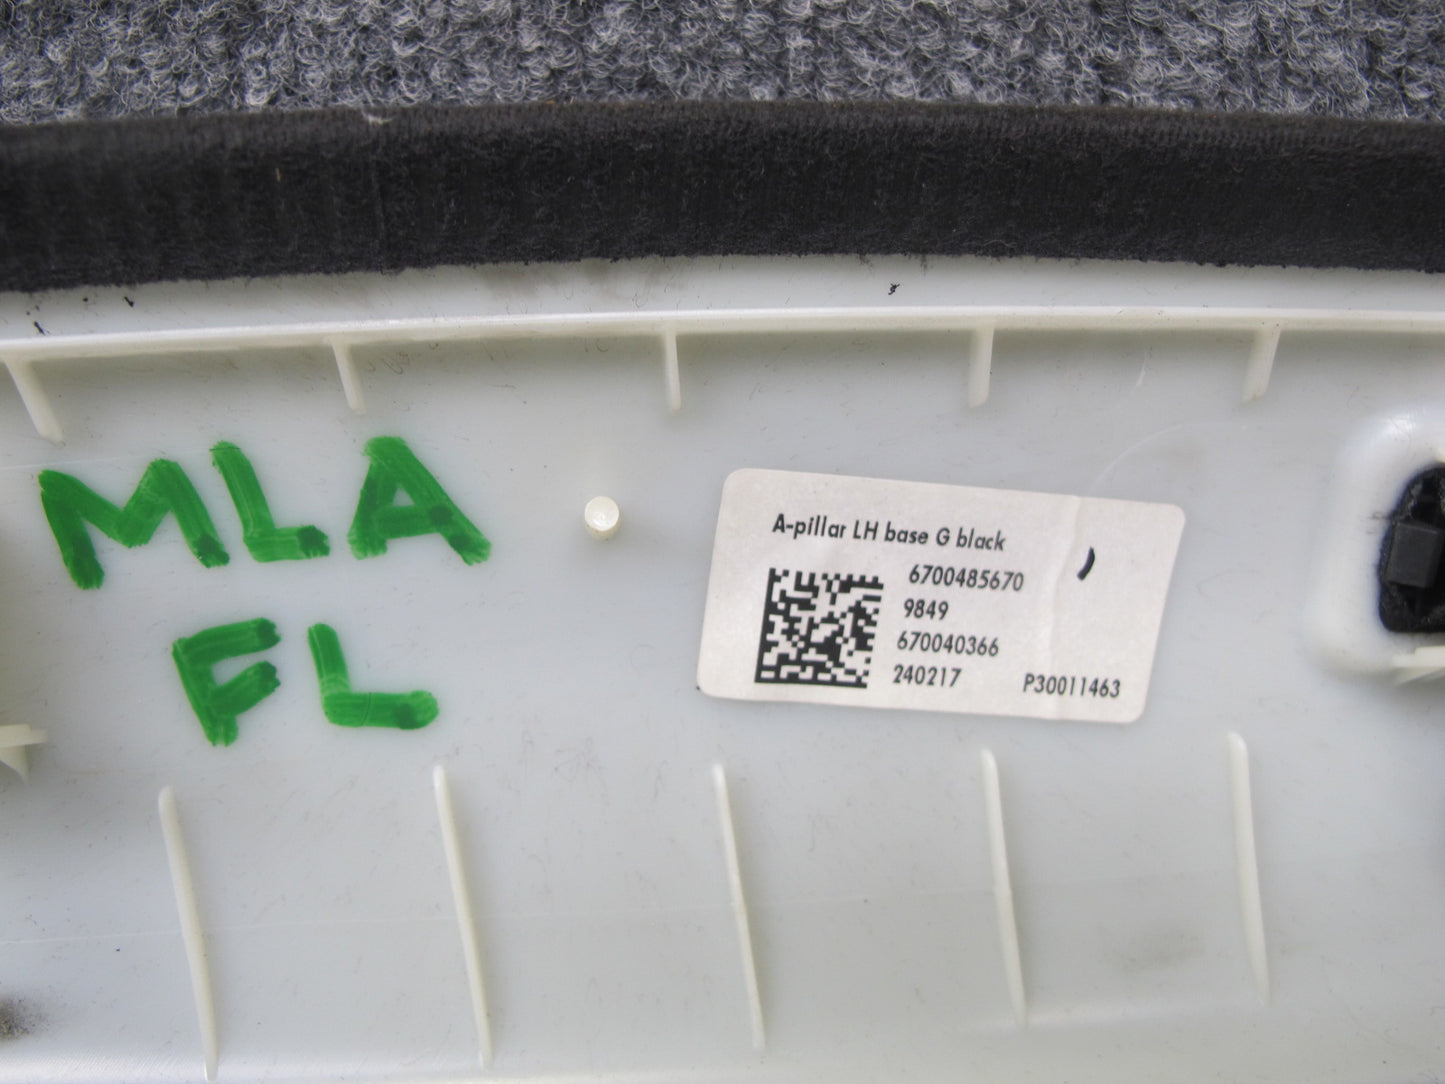 MLA
FL
A-pillar LH base G black
6700485670
9849
670040366
240217 P30011463